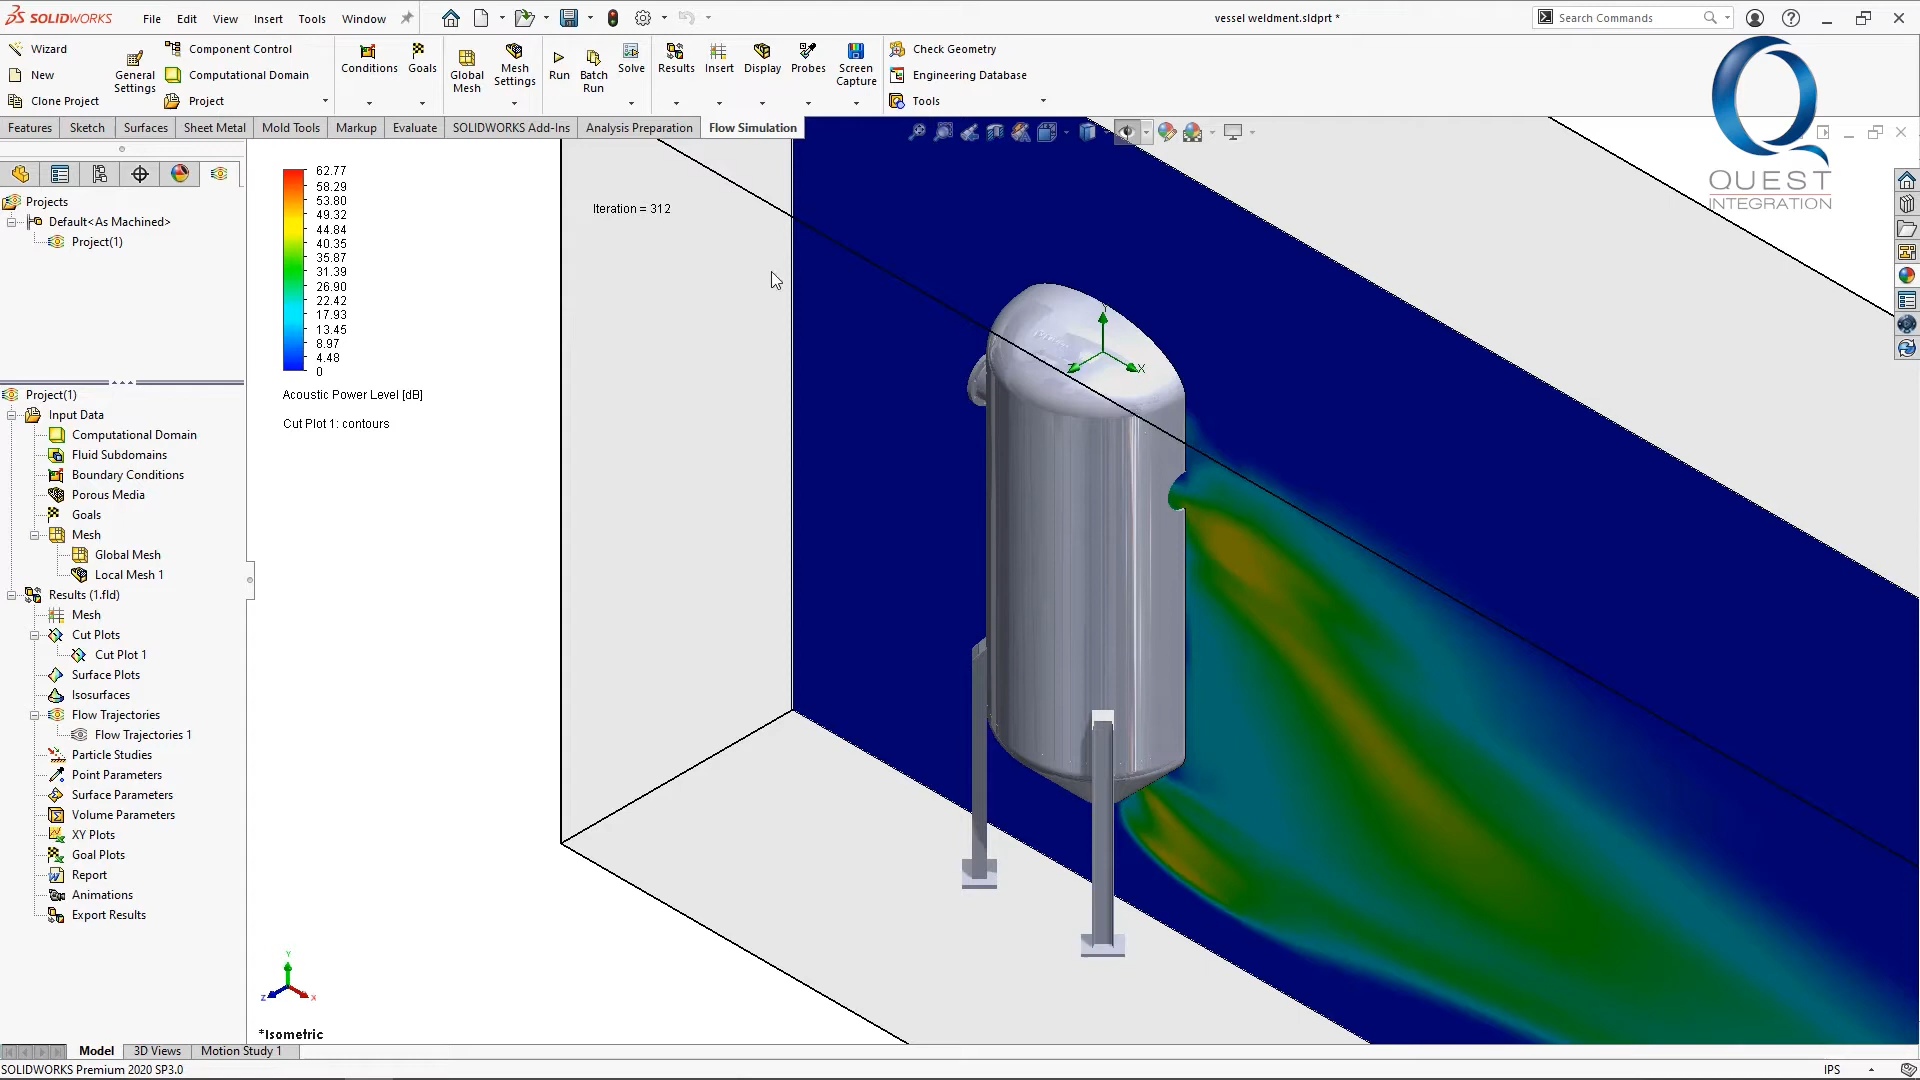 SOLIDWORKS
File Edit View Insert Tools Window
vessel weldment.sldprt *
Search Commands
Wizard
New
Clone Project
General Settings
Component Control
Computational Domain
Project
Conditions
Goals
Global Mesh
Mesh Settings
Run
Batch Run
Solve
Results
Insert
Display
Probes
Screen Capture
Check Geometry
Engineering Database
Tools
Features Sketch Surfaces Sheet Metal Mold Tools Markup Evaluate SOLIDWORKS Add-Ins Analysis Preparation Flow Simulation
QUEST
INTEGRATION
Projects
Default<As Machined>
Project(1)
Project(1)
Input Data
Computational Domain
Fluid Subdomains
Boundary Conditions
Porous Media
Goals
Mesh
Global Mesh
Local Mesh 1
Results (1.fld)
Mesh
Cut Plots
Cut Plot 1
Surface Plots
Isosurfaces
Flow Trajectories
Flow Trajectories 1
Particle Studies
Point Parameters
Surface Parameters
Volume Parameters
XY Plots
Goal Plots
Report
Animations
Export Results
62.77
58.29
53.80
49.32
44.84
40.35
35.87
31.39
26.90
22.42
17.93
13.45
8.97
4.48
0
Acoustic Power Level [dB]
Cut Plot 1: contours
Iteration = 312
Y
X
Z
Y
Z
X
*Isometric
Model 3D Views Motion Study 1
SOLIDWORKS Premium 2020 SP3.0
IPS